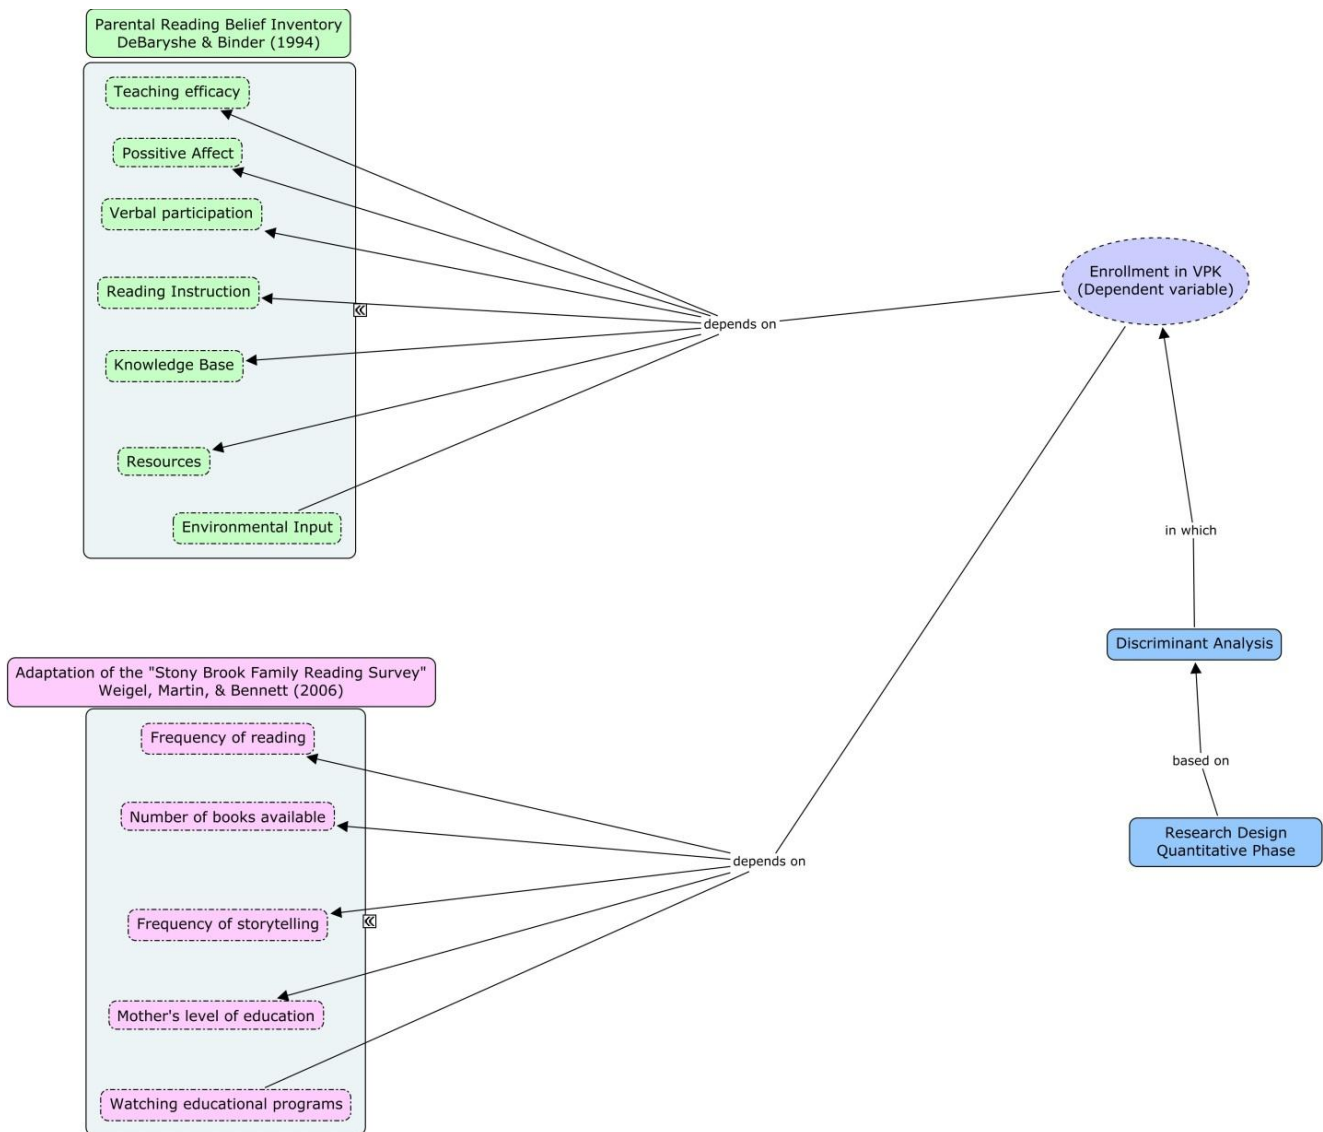 Parental Reading Belief Inventory
DeBaryshe & Binder (1994)
Teaching efficacy
Possitive Affect
Verbal participation
Reading Instruction
Knowledge Base
Resources
Environmental Input
depends on
Enrollment in VPK
(Dependent variable)
in which
Discriminant Analysis
based on
Research Design
Quantitative Phase
Adaptation of the "Stony Brook Family Reading Survey"
Weigel, Martin, & Bennett (2006)
Frequency of reading
Number of books available
Frequency of storytelling
Mother's level of education
Watching educational programs
depends on